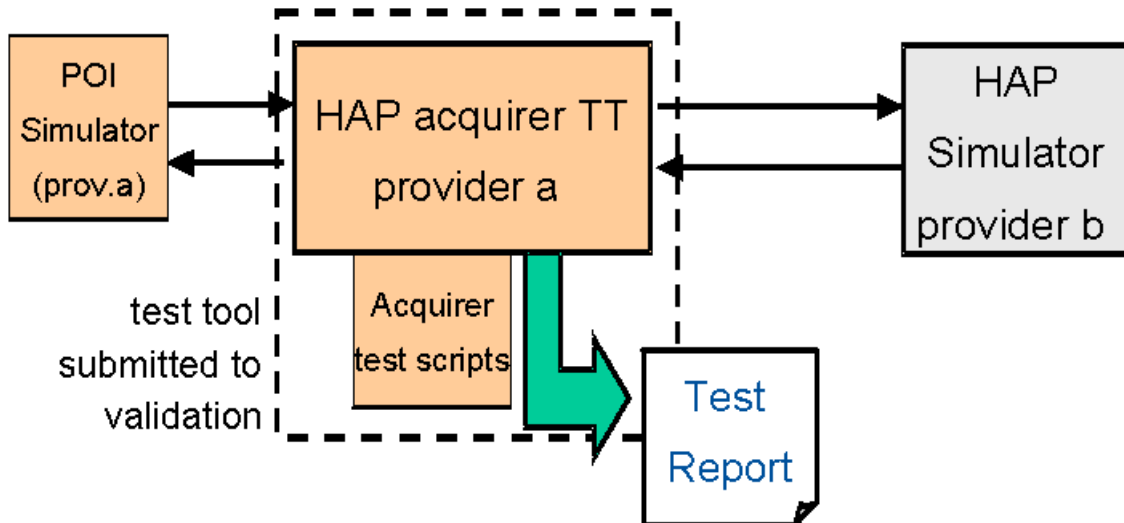 POI
Simulator
(prov.a)
HAP acquirer TT
provider a
HAP
Simulator
provider b
Acquirer
test scripts
test tool
submitted to
validation
Test
Report